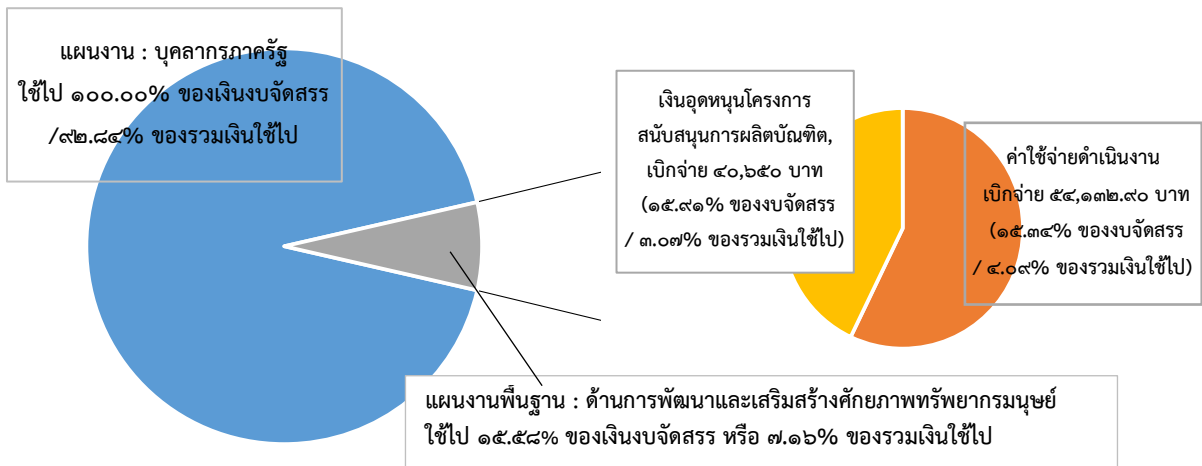 แผนงาน : บุคลากรภาครัฐ
ใช้ไป ๑๐๐.๐๐% ของเงินงบจัดสรร
/๙๒.๘๔% ของรวมเงินใช้ไป
เงินอุดหนุนโครงการ
สนับสนุนการผลิตบัณฑิต,
เบิกจ่าย ๔๐,๖๕๐ บาท
(๑๕.๙๑% ของงบจัดสรร
/ ๓.๐๗% ของรวมเงินใช้ไป)
ค่าใช้จ่ายดำเนินงาน
เบิกจ่าย ๕๔,๑๓๒.๙๐ บาท
(๑๕.๓๔% ของงบจัดสรร
/ ๔.๐๙% ของรวมเงินใช้ไป)
แผนงานพื้นฐาน : ด้านการพัฒนาและเสริมสร้างศักยภาพทรัพยากรมนุษย์
ใช้ไป ๑๕.๕๘% ของเงินงบจัดสรร หรือ ๗.๑๖% ของรวมเงินใช้ไป